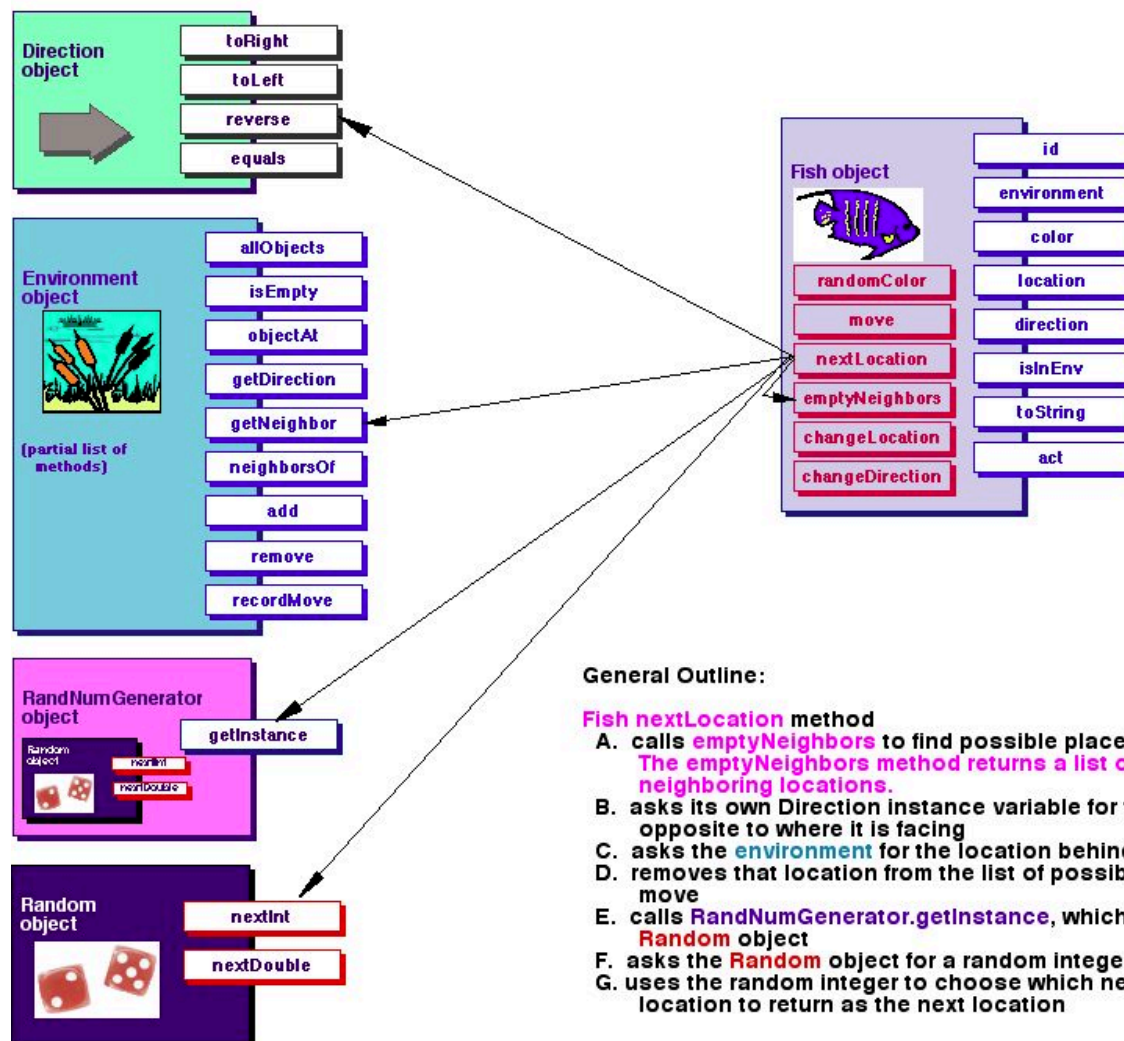 Direction
object
toRight
toLeft
reverse
equals
Environment
object
(partial list of
methods)
allObjects
isEmpty
objectAt
getDirection
getNeighbor
neighborsOf
add
remove
recordMove
RandNumGenerator
object
getInstance
Random
object
nextInt
nextDouble
Random
object
nextInt
nextDouble
Fish object
randomColor
move
nextLocation
emptyNeighbors
changeLocation
changeDirection
id
environment
color
location
direction
isInEnv
toString
act
General Outline:
Fish nextLocation method
A. calls emptyNeighbors to find possible place
The emptyNeighbors method returns a list o
neighboring locations.
B. asks its own Direction instance variable for
opposite to where it is facing
C. asks the environment for the location behin
D. removes that location from the list of possib
move
E. calls RandNumGenerator.getInstance, which
Random object
F. asks the Random object for a random intege
G. uses the random integer to choose which ne
location to return as the next location